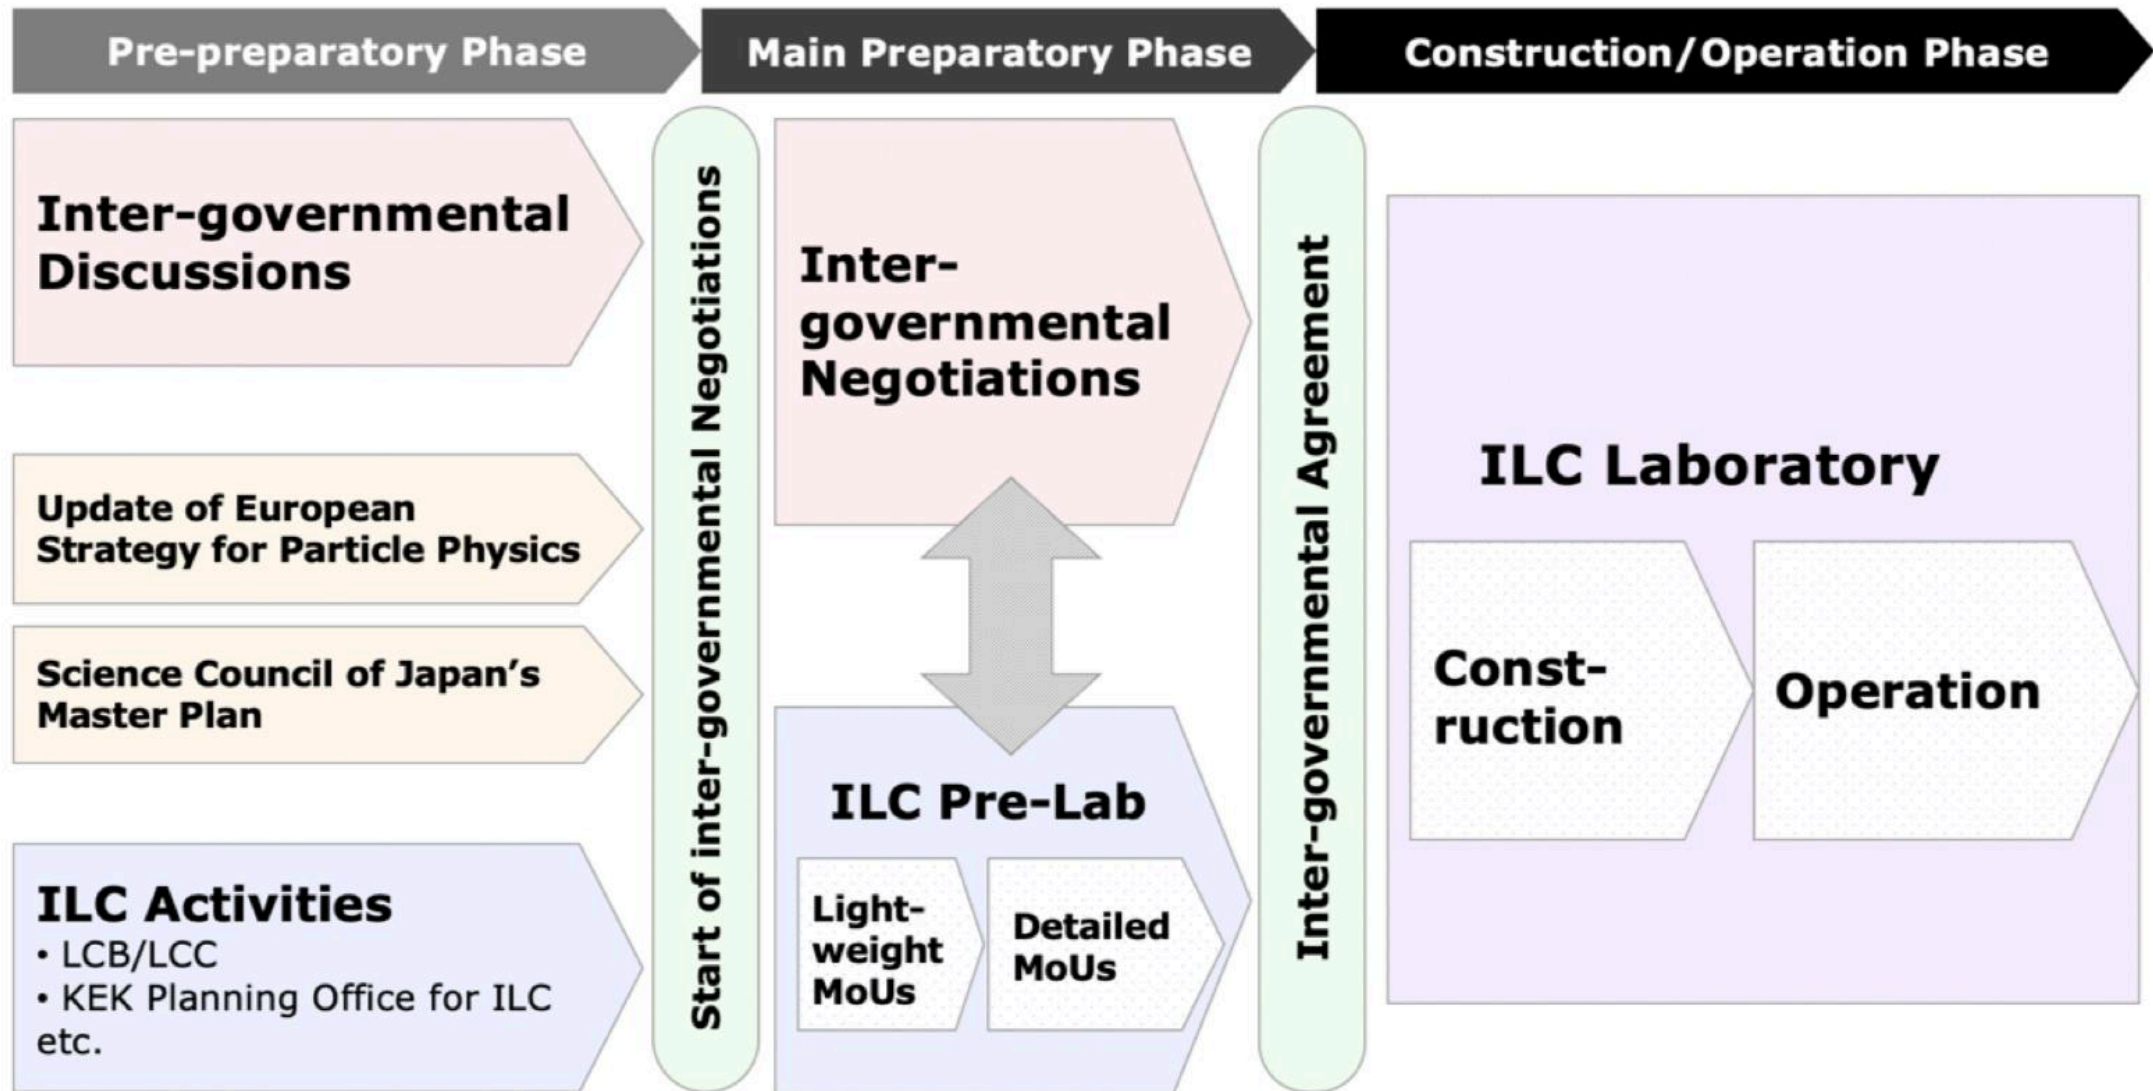 Pre-preparatory Phase
Main Preparatory Phase
Construction/Operation Phase
Inter-governmental
Discussions
Update of European
Strategy for Particle Physics
Science Council of Japan’s
Master Plan
ILC Activities
• LCB/LCC
• KEK Planning Office for ILC
etc.
Start of inter-governmental Negotiations
Inter-
governmental
Negotiations
ILC Pre-Lab
Light-
weight
MoUs
Detailed
MoUs
Inter-governmental Agreement
ILC Laboratory
Const-
ruction
Operation